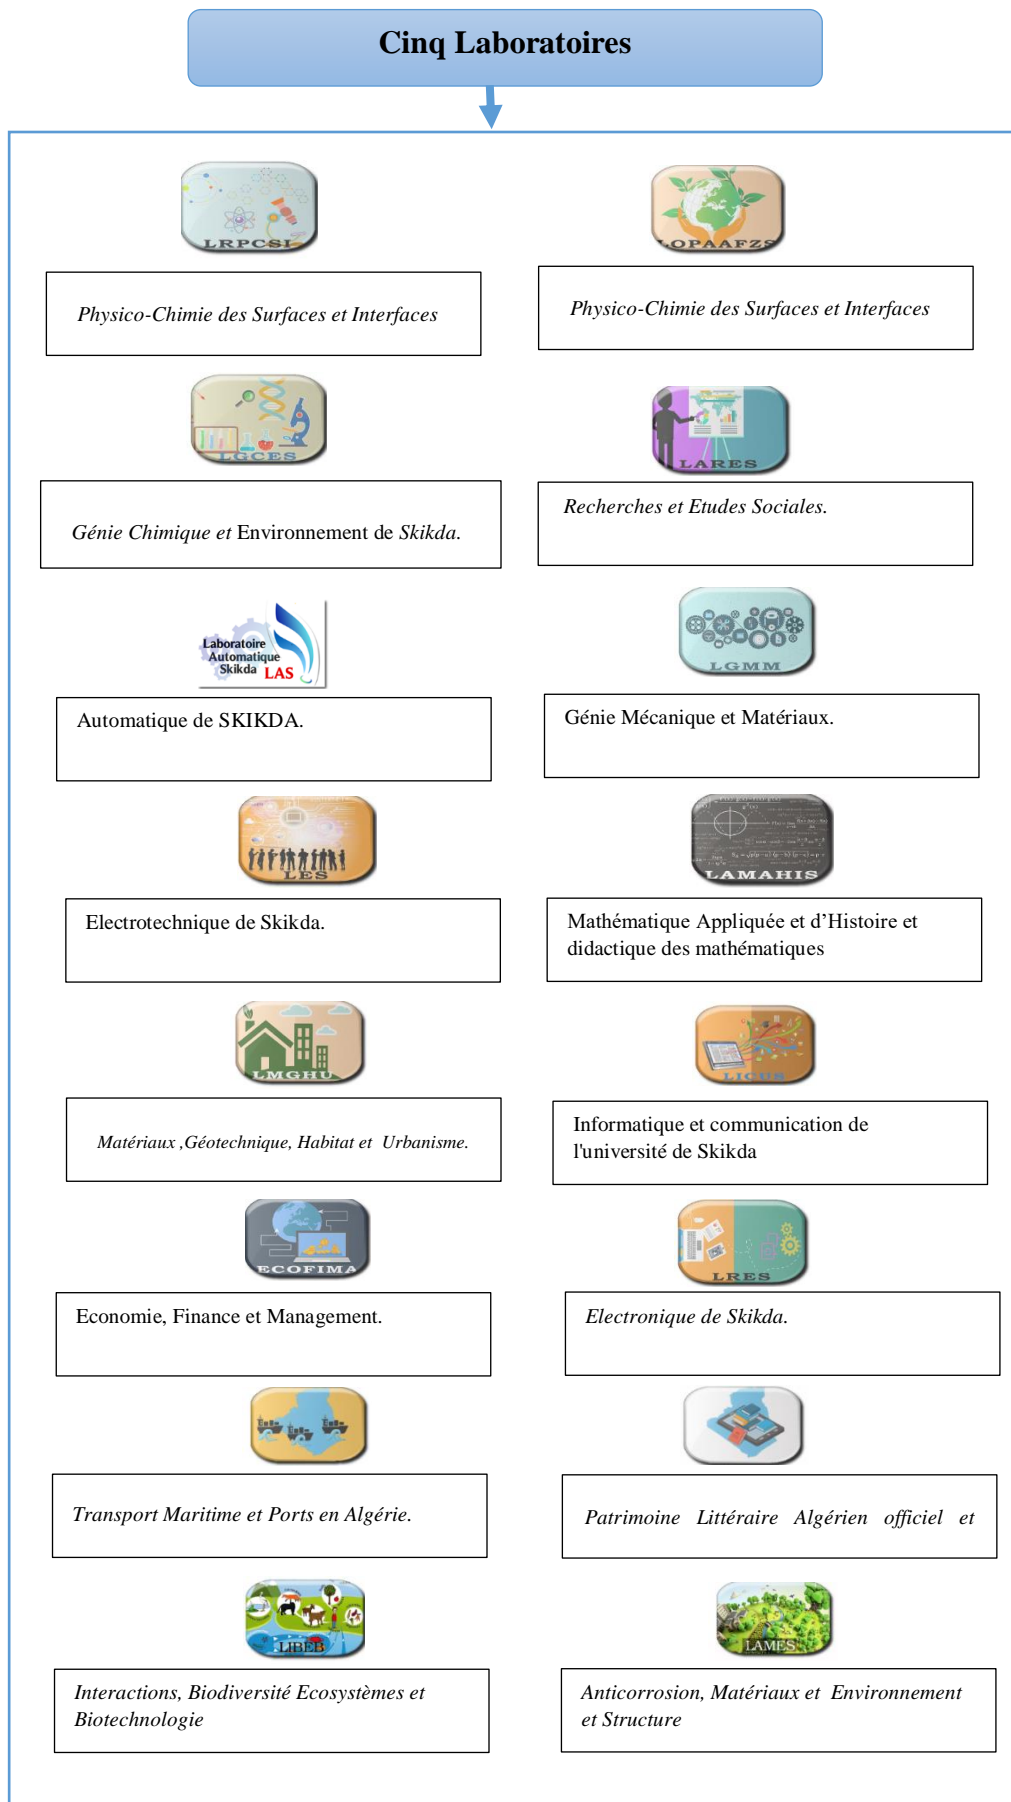 Cinq Laboratoires
LRPCSI
LOPAAFZS
Physico-Chimie des Surfaces et Interfaces
Physico-Chimie des Surfaces et Interfaces
LGCES
LARES
Génie Chimique et Environnement de Skikda.
Recherches et Etudes Sociales.
Laboratoire
Automatique
Skikda LAS
LGMM
Automatique de SKIKDA.
Génie Mécanique et Matériaux.
LES
LAMAHIS
Electrotechnique de Skikda.
Mathématique Appliquée et d’Histoire et
didactique des mathématiques
LMGHU
LICUS
Matériaux ,Géotechnique, Habitat et Urbanisme.
Informatique et communication de
l'université de Skikda
ECOFIMA
LRES
Economie, Finance et Management.
Electronique de Skikda.
Transport Maritime et Ports en Algérie.
Patrimoine Littéraire Algérien officiel et
LIBEB
LAMES
Interactions, Biodiversité Ecosystèmes et
Biotechnologie
Anticorrosion, Matériaux et Environnement
et Structure